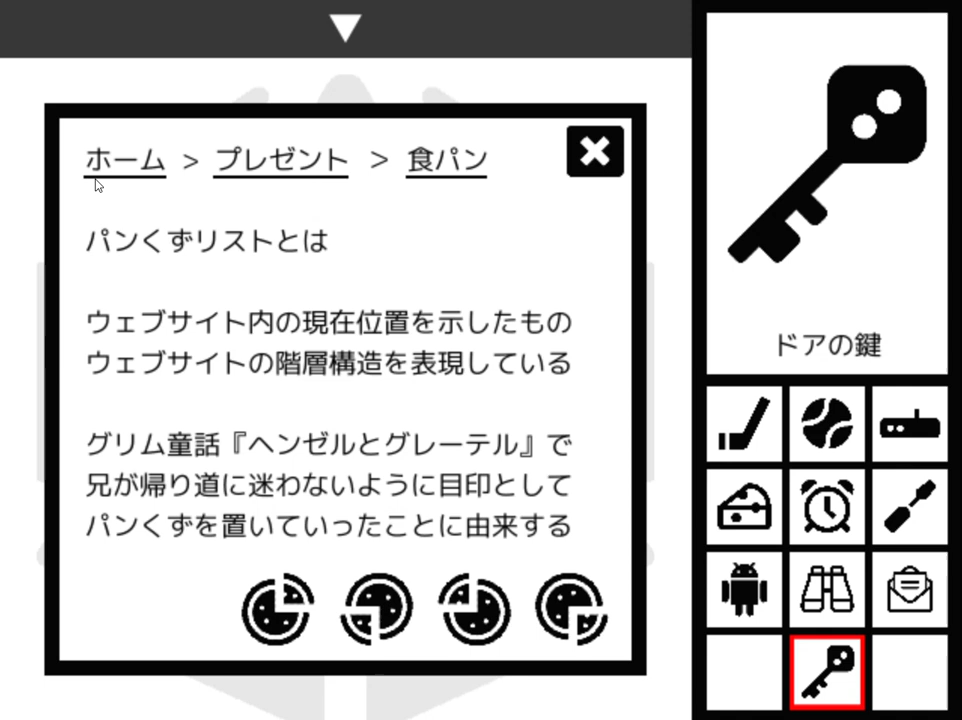 ホーム > プレゼント > 食パン
パンくずリストとは
ウェブサイト内の現在位置を示したもの
ウェブサイトの階層構造を表現している
グリム童話『ヘンゼルとグレーテル』で
兄が帰り道に迷わないように目印として
パンくずを置いていったことに由来する
ドアの鍵